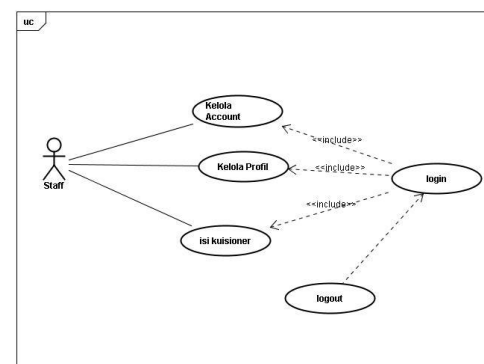 uc
Kelola
Account
<<include>>
Kelola Profil
<<include>>
login
Staff
<<include>>
isi kuisioner
logout